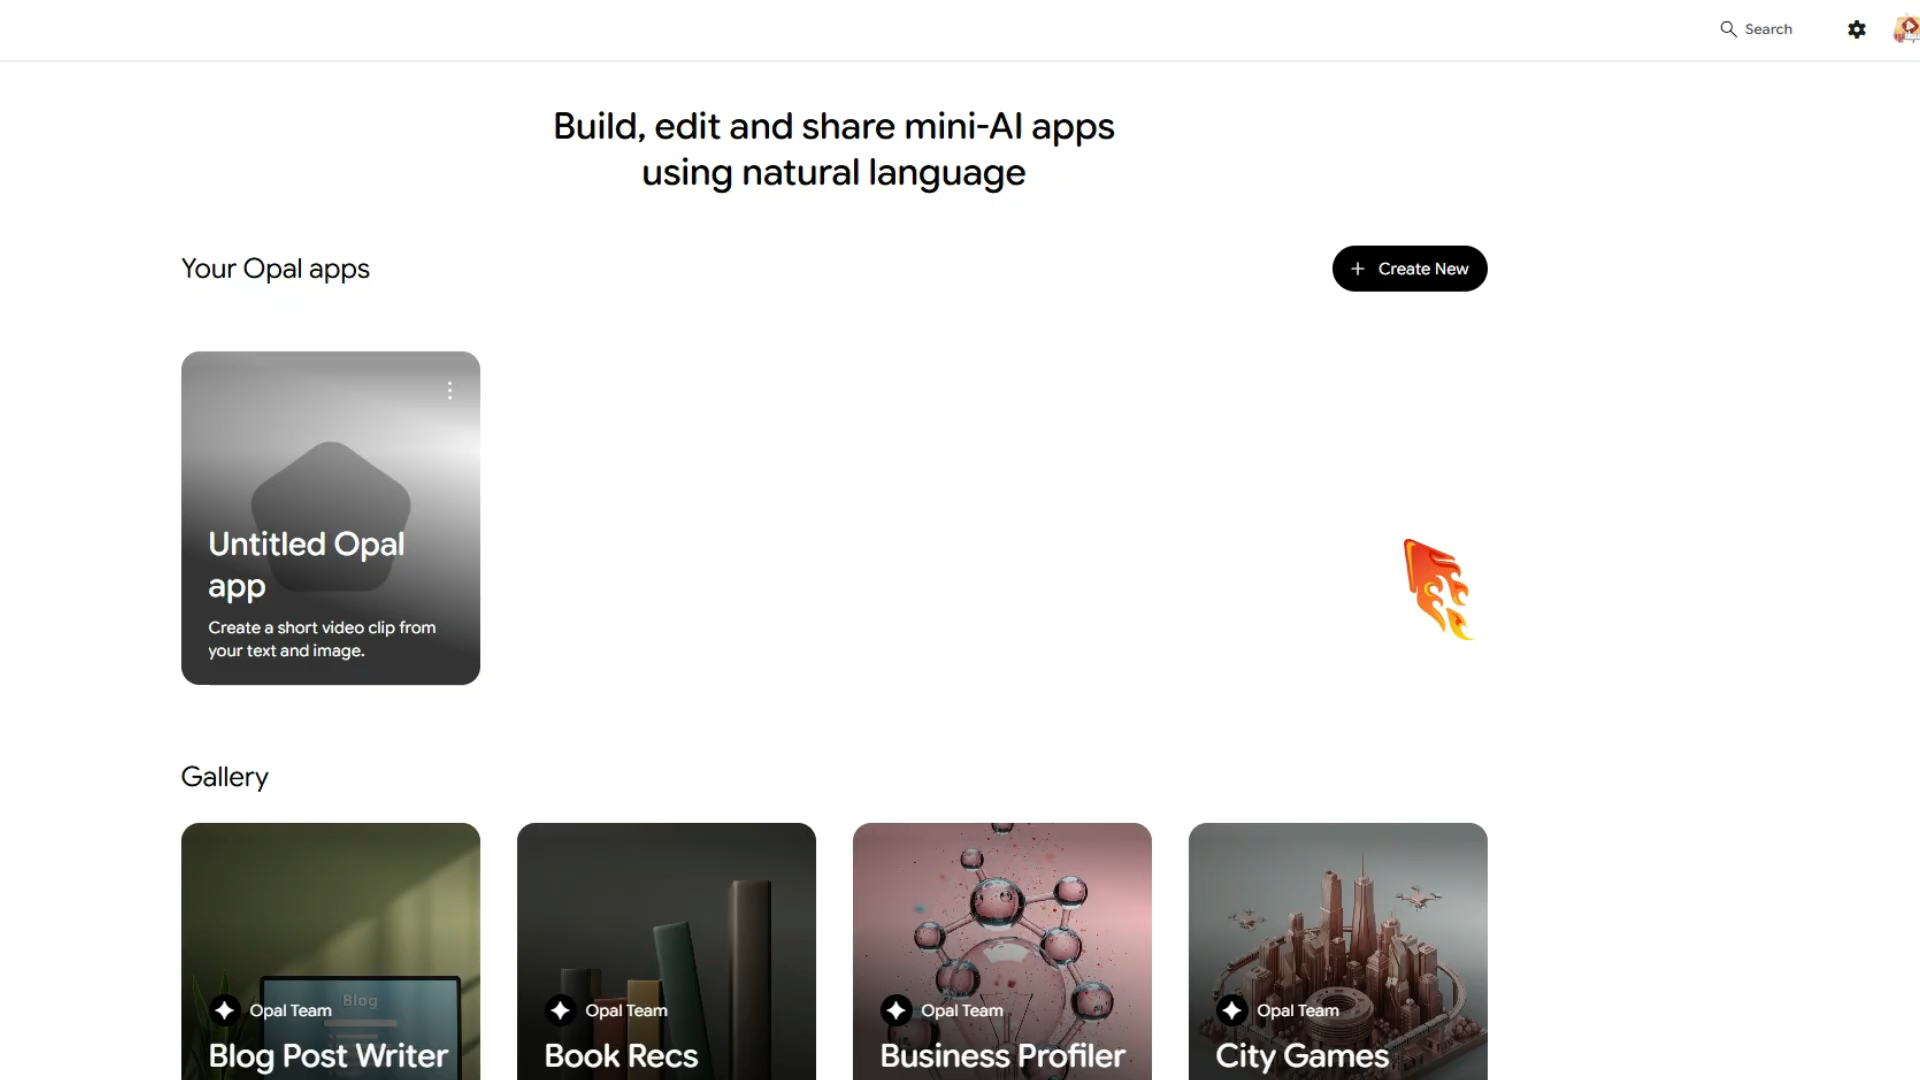 Search
Build, edit and share mini-AI apps
using natural language
Your Opal apps
Create New
Untitled Opal
app
Create a short video clip from
your text and image.
Gallery
Blog
Opal Team
Blog Post Writer
Opal Team
Book Recs
Opal Team
Business Profiler
Opal Team
City Games